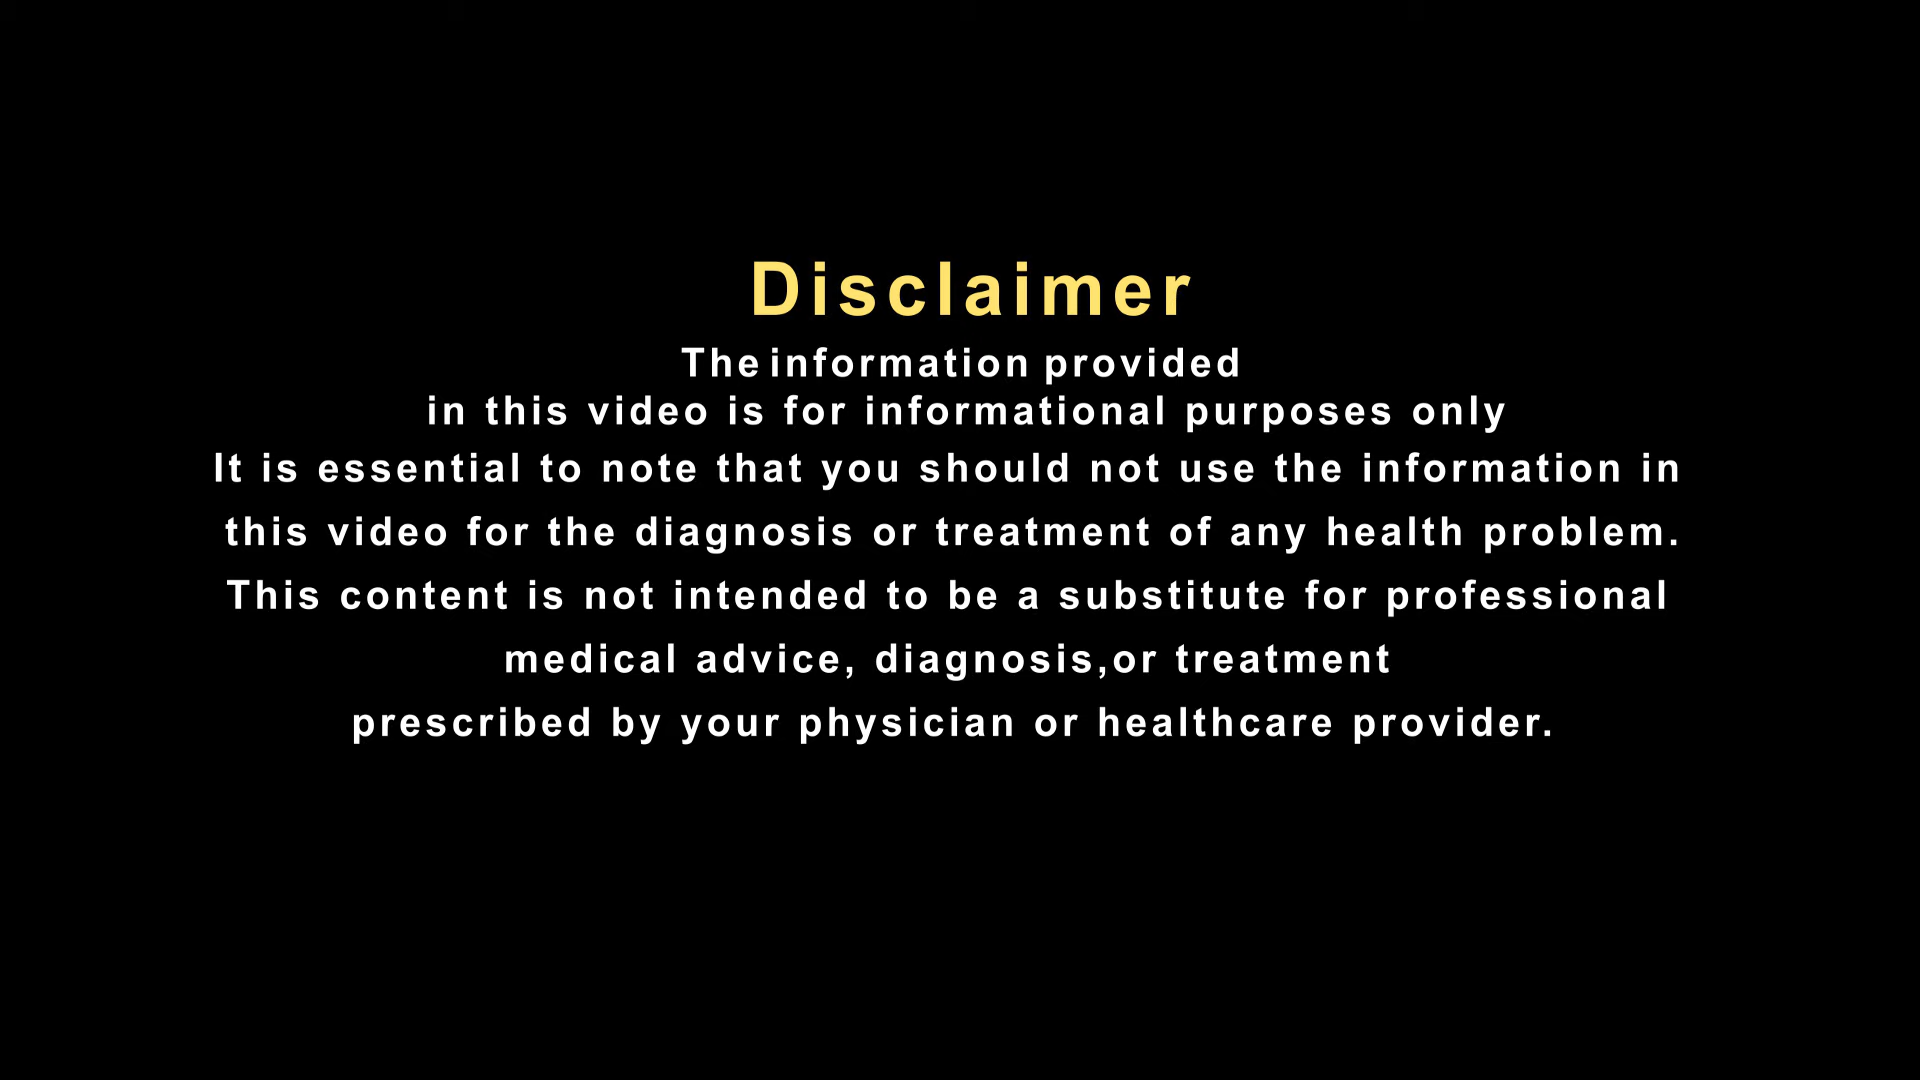 Disclaimer
The information provided
in this video is for informational purposes only
It is essential to note that you should not use the information in
this video for the diagnosis or treatment of any health problem.
This content is not intended to be a substitute for professional
medical advice, diagnosis,or treatment
prescribed by your physician or healthcare provider.